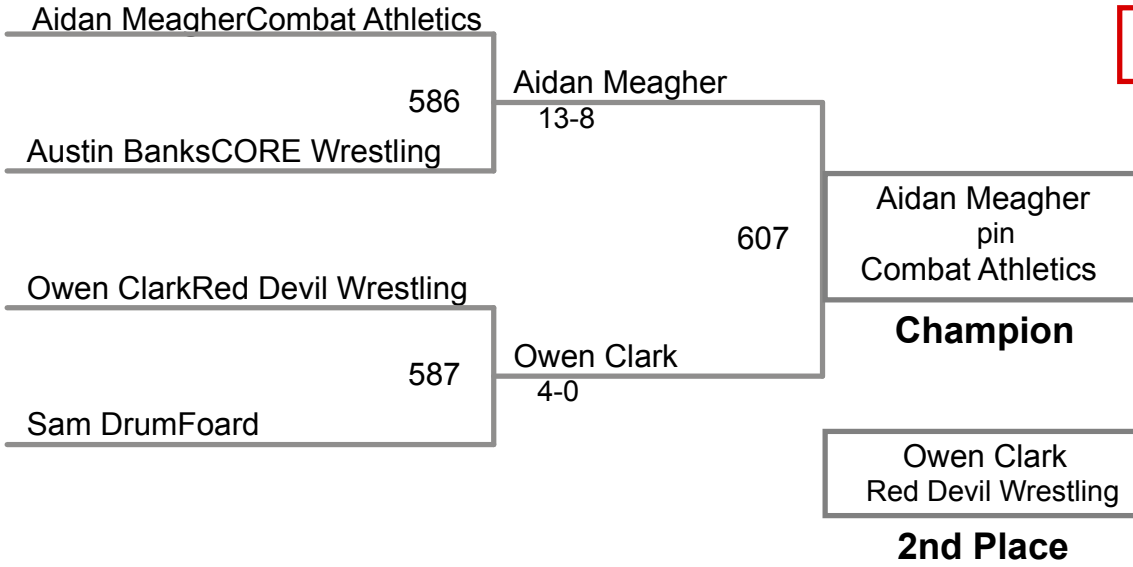 Aidan MeagherCombat Athletics
586
Aidan Meagher
13-8
Austin BanksCORE Wrestling
607
Aidan Meagher
pin
Combat Athletics
Champion
Owen ClarkRed Devil Wrestling
587
Owen Clark
4-0
Sam DrumFoard
Owen Clark
Red Devil Wrestling
2nd Place